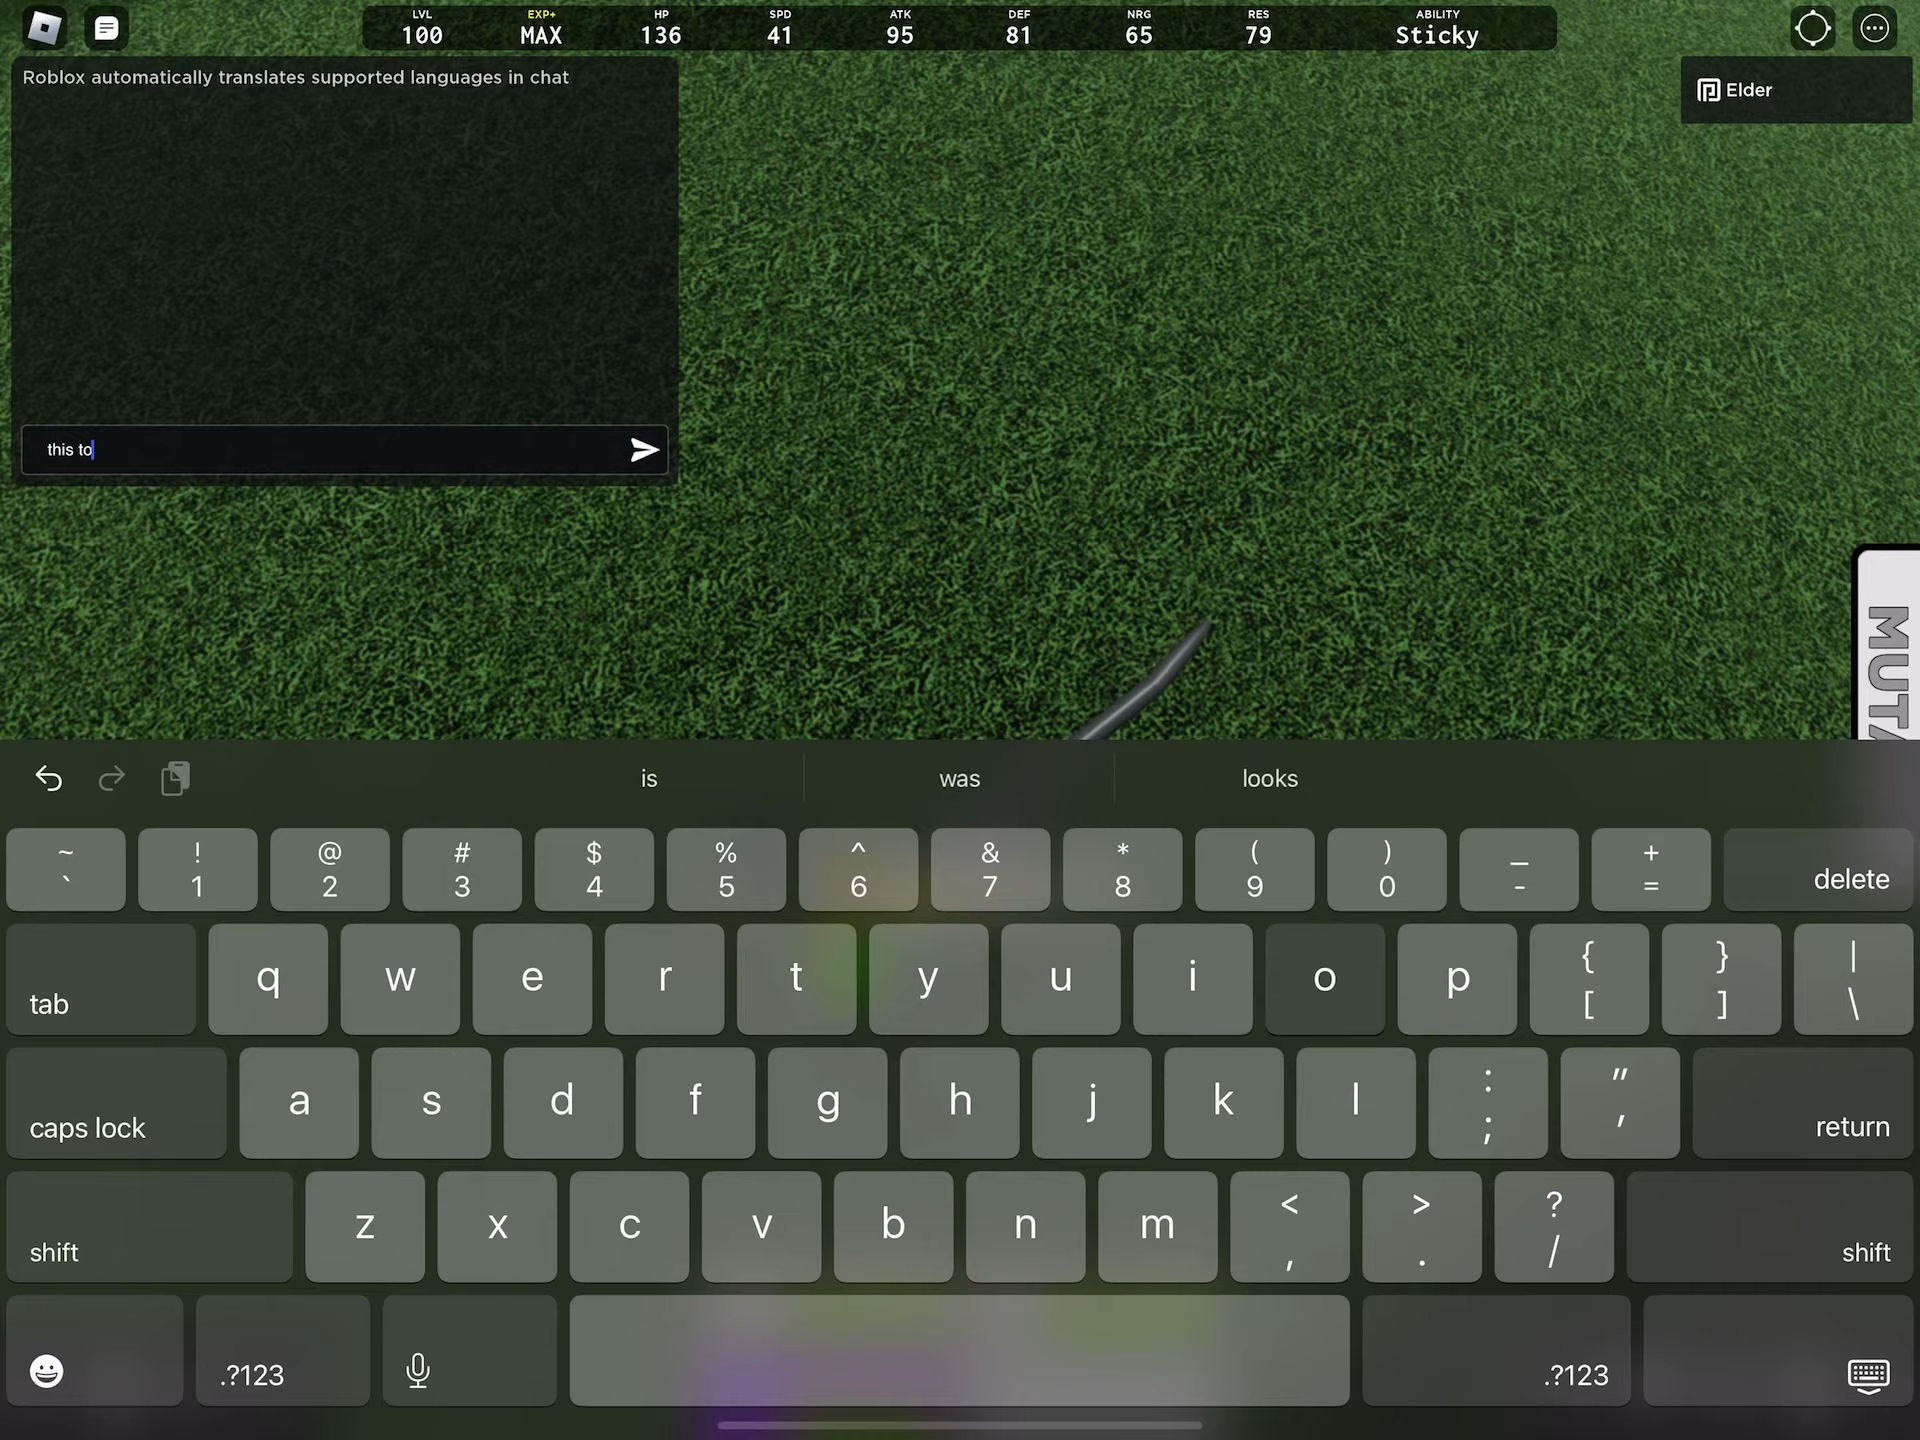 LVL EXP+ HP SPD ATK DEF NRG RES ABILITY
100 MAX 136 41 95 81 65 79 Sticky
Roblox automatically translates supported languages in chat
Elder
this to
MUTA
is was looks
~ ! @ # $ % ^ & * ( ) _ +
` 1 2 3 4 5 6 7 8 9 0 - = delete
tab q w e r t y u i o p { [ } ] | \
caps lock a s d f g h j k l : ; " ' return
shift z x c v b n m < , > . ? / shift
.?123 .?123